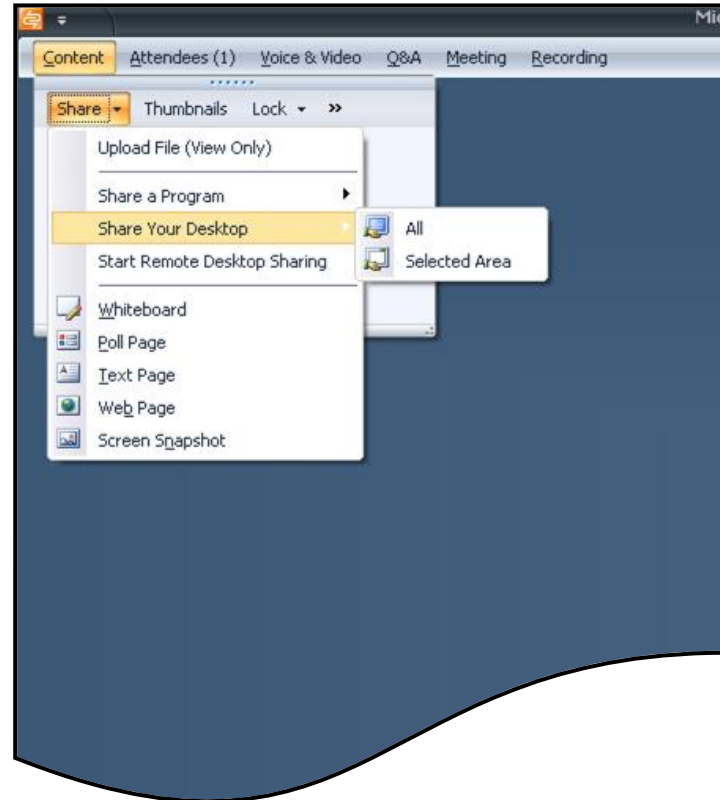 Mic
Content Attendees (1) Voice & Video Q&A Meeting Recording
Share Thumbnails Lock »
Upload File (View Only)
Share a Program
Share Your Desktop
All
Start Remote Desktop Sharing
Selected Area
Whiteboard
Poll Page
Text Page
Web Page
Screen Snapshot